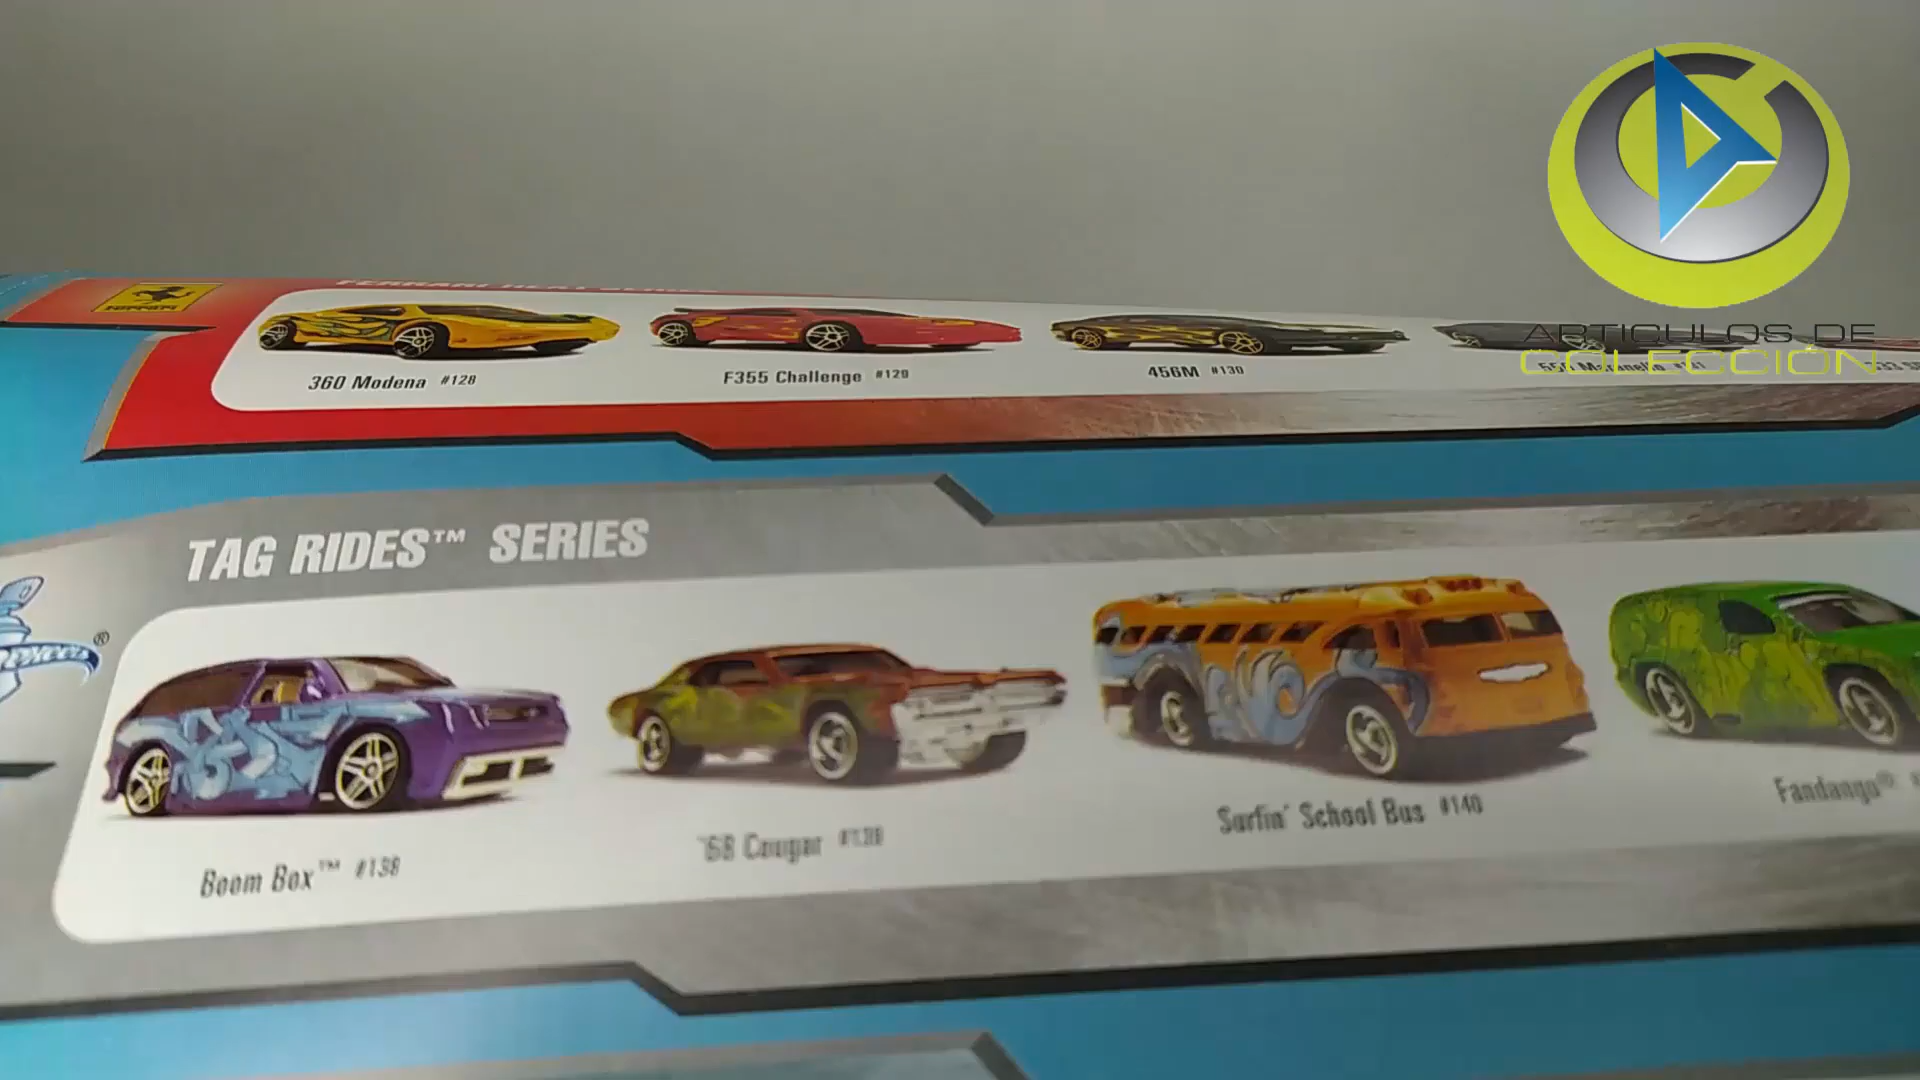 ARTICULOS DE
COLECCIÓN
360 Modena #128
F355 Challenge #129
456M #130
TAG RIDES™ SERIES
Boom Box™ #138
'68 Cougar #139
Surfin' School Bus #140
Fandango®